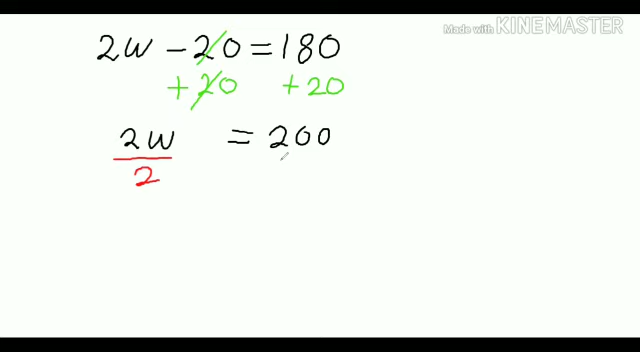 Made with KINEMASTER
2w - 20 = 180
+ 20 + 20
2w = 200
2